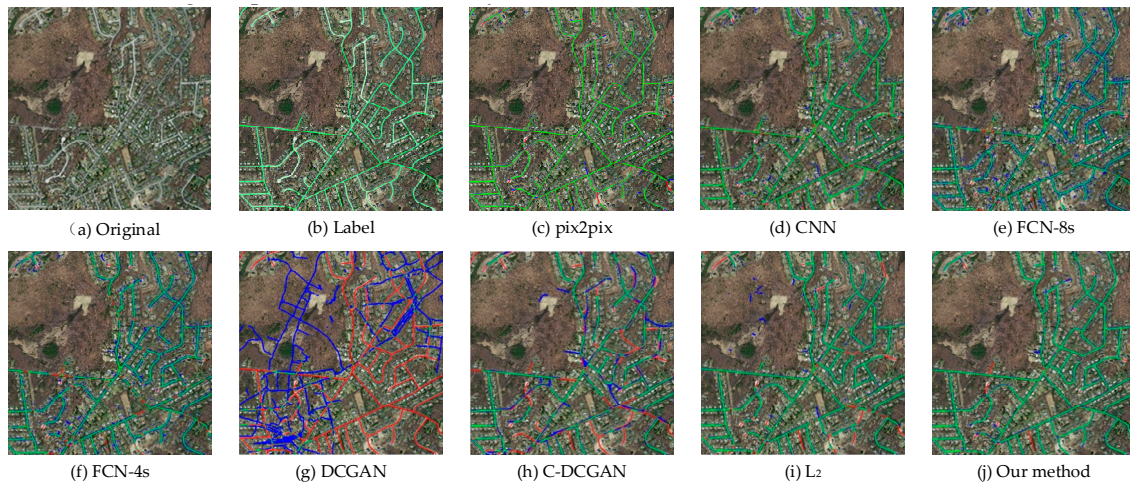 （a) Original
(b) Label
(c) pix2pix
(d) CNN
(e) FCN-8s
(f) FCN-4s
(g) DCGAN
(h) C-DCGAN
(i) L₂
(j) Our method